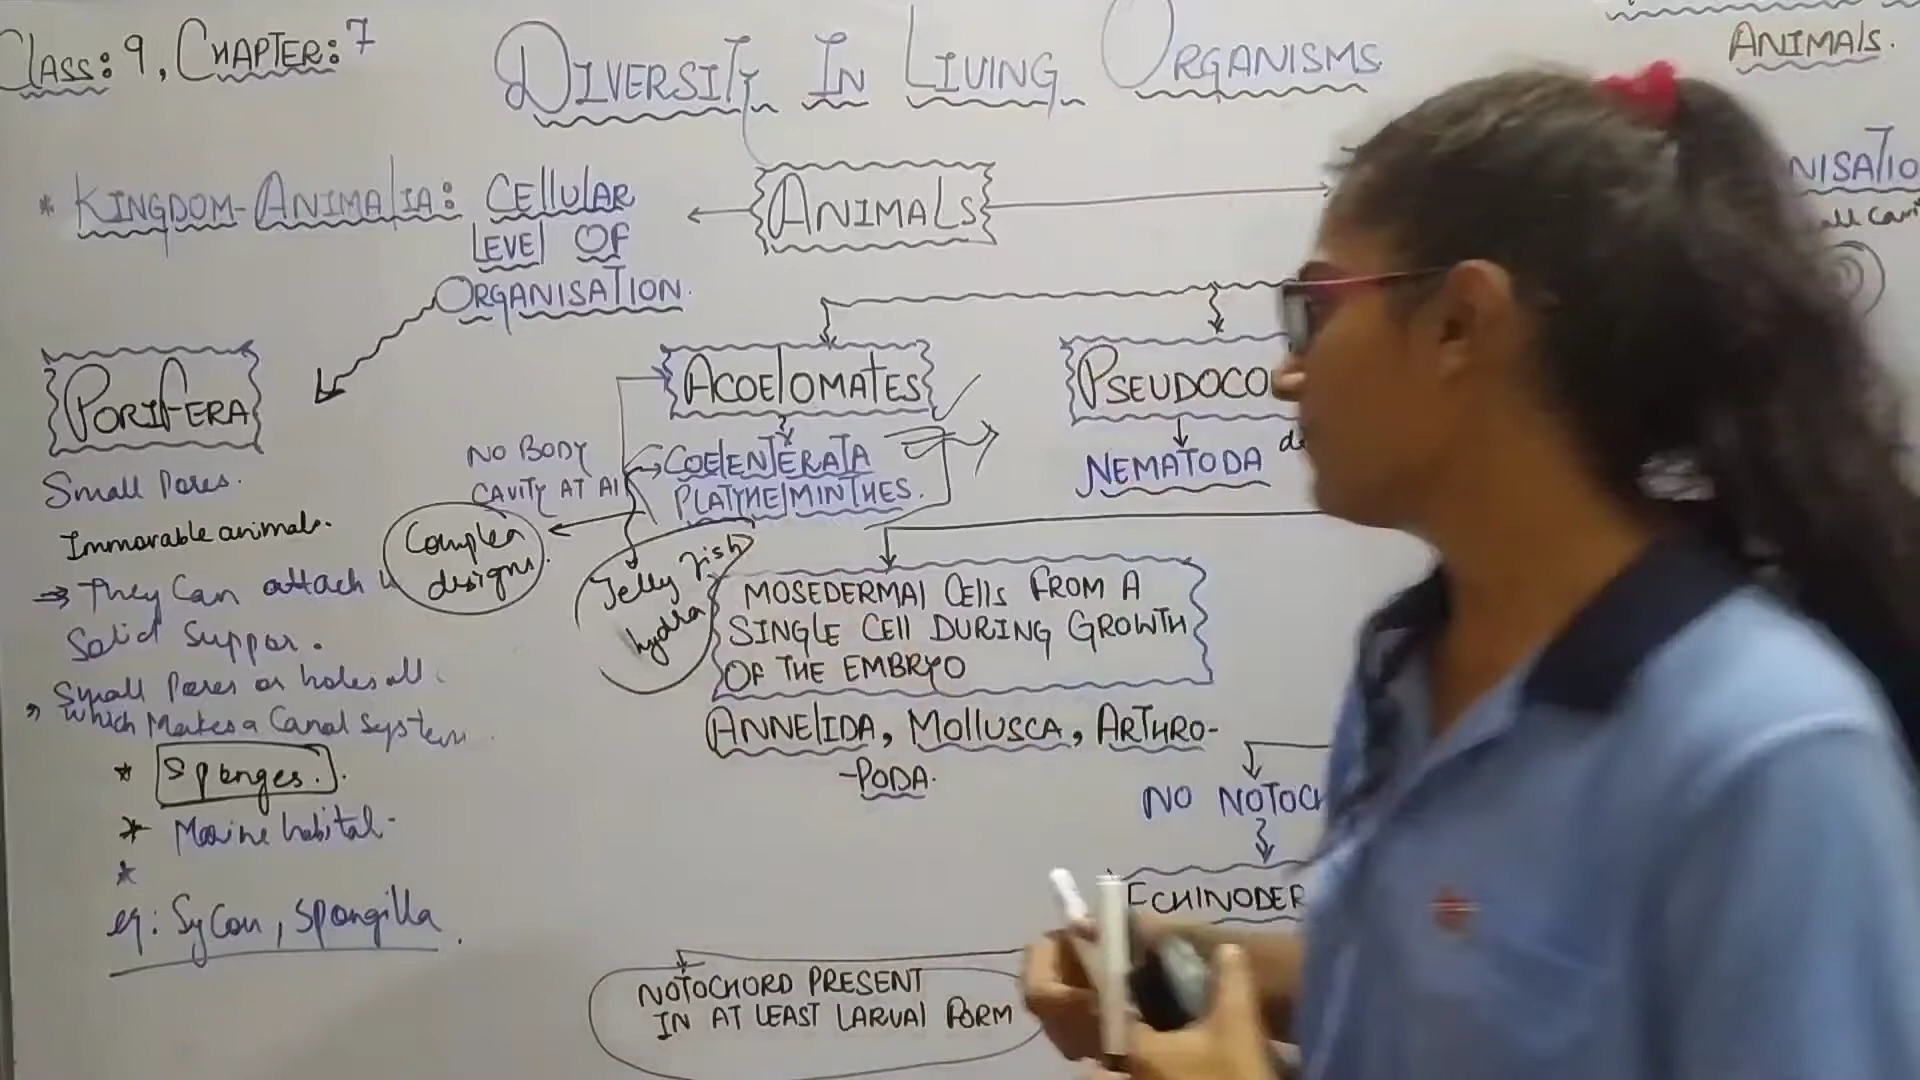 CLASS: 9, CHAPTER: 7
DIVERSITY IN LIVING ORGANISMS
ANIMALS.
* KINGDOM-ANIMALIA: CELLULAR
LEVEL OF
ORGANISATION.
ANIMALS
NISATIO
PORIFERA
Small Pores.
Immovable animals.
→ They Can attach
Solid Suppor.
Small Pores or holes all
which Makes a Canal System
* Sponges.
* Marine habitat-
*
eg: Sycon, Spongilla.
ACOELOMATES
NO BODY
CAVITY AT Al
COELENTERATA
PLATYHELMINTHES.
Complex
designs.
Jelly fish
hydra
PSEUDOCO
NEMATODA
MOSEDERMAL CELLS FROM A
SINGLE CELL DURING GROWTH
OF THE EMBRYO
ANNELIDA, MOLLUSCA, ARTHRO-
-PODA.
NO NOTOCH
ECHINODER
NOTOCHORD PRESENT
IN AT LEAST LARVAL FORM